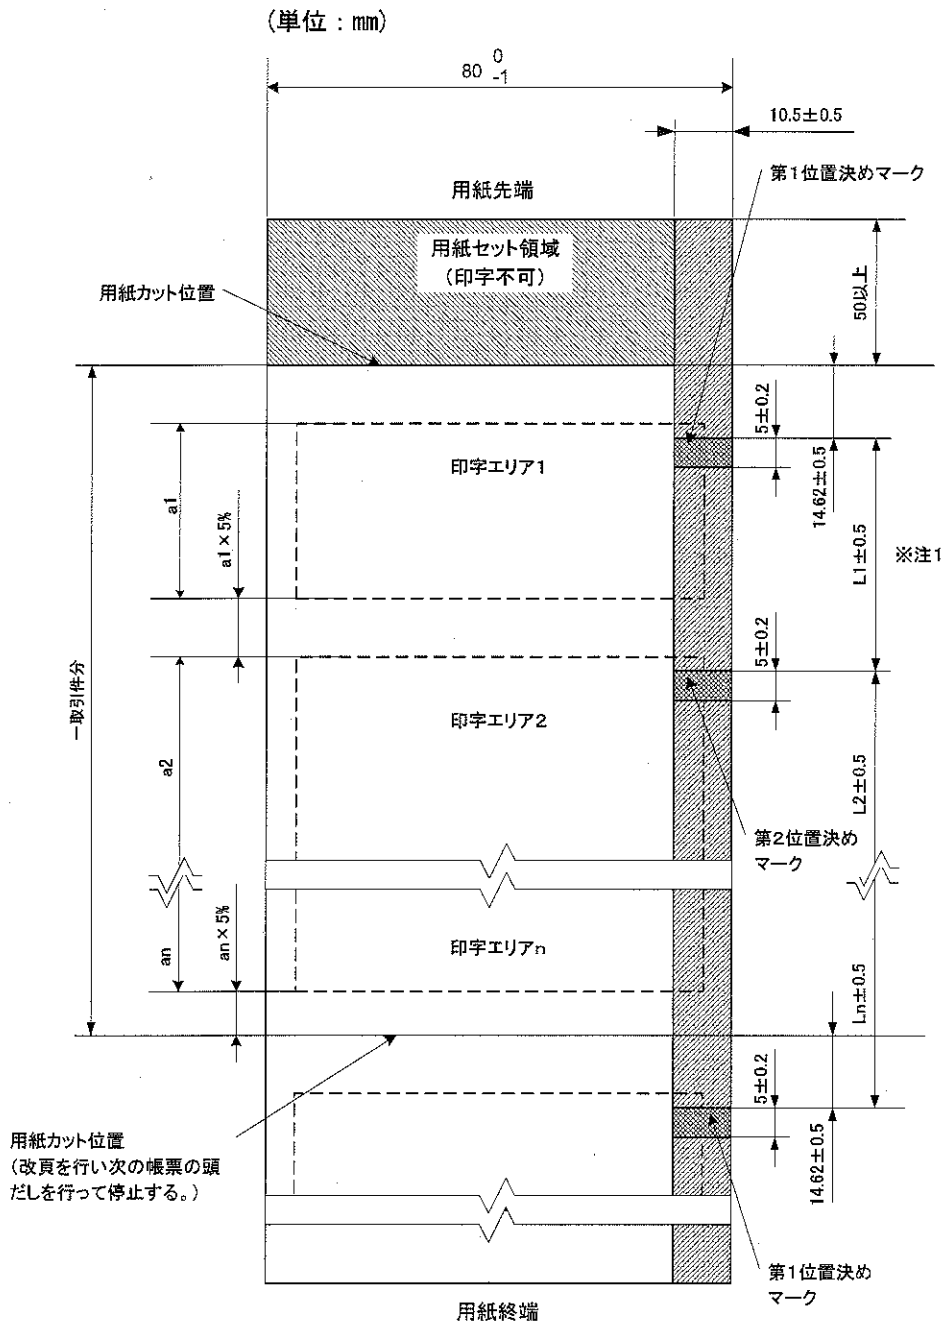 (単位：mm)
80 0 -1
10.5±0.5
第1位置決めマーク
用紙先端
用紙セット領域
(印字不可)
用紙カット位置
50以上
5±0.2
14.62±0.5
印字エリア1
a1
a1×5%
L1±0.5
※注1
5±0.2
一取引件分
印字エリア2
a2
L2±0.5
第2位置決め
マーク
an
an×5%
印字エリアn
Ln±0.5
5±0.2
14.62±0.5
用紙カット位置
(改頁を行い次の帳票の頭
だしを行って停止する。)
第1位置決め
マーク
用紙終端